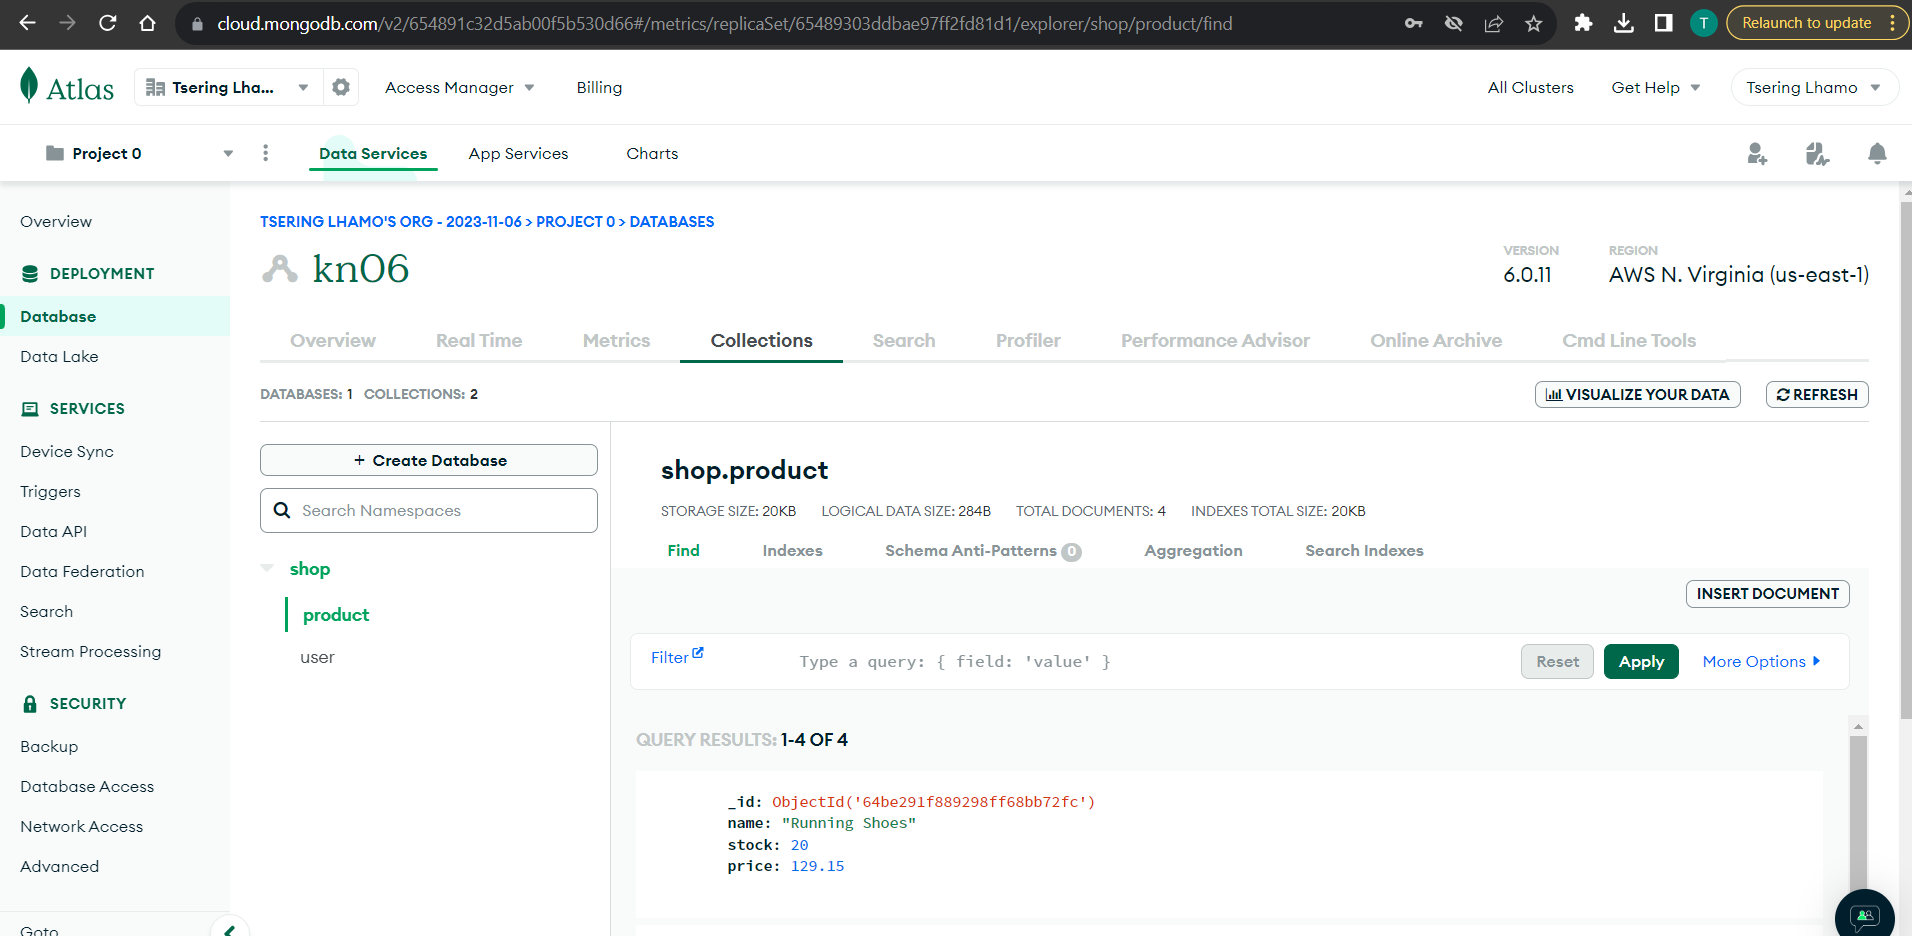 cloud.mongodb.com/v2/654891c32d5ab00f5b530d66#/metrics/replicaSet/65489303ddbae97ff2fd81d1/explorer/shop/product/find
T
Relaunch to update
Atlas
Tsering Lha...
Access Manager
Billing
All Clusters
Get Help
Tsering Lhamo
Project 0
Data Services
App Services
Charts
Overview
DEPLOYMENT
Database
Data Lake
SERVICES
Device Sync
Triggers
Data API
Data Federation
Search
Stream Processing
SECURITY
Backup
Database Access
Network Access
Advanced
Goto
TSERING LHAMO'S ORG - 2023-11-06 > PROJECT 0 > DATABASES
kn06
VERSION
6.0.11
REGION
AWS N. Virginia (us-east-1)
Overview
Real Time
Metrics
Collections
Search
Profiler
Performance Advisor
Online Archive
Cmd Line Tools
DATABASES: 1 COLLECTIONS: 2
VISUALIZE YOUR DATA
REFRESH
+ Create Database
Search Namespaces
shop
product
user
shop.product
STORAGE SIZE: 20KB LOGICAL DATA SIZE: 284B TOTAL DOCUMENTS: 4 INDEXES TOTAL SIZE: 20KB
Find
Indexes
Schema Anti-Patterns 0
Aggregation
Search Indexes
INSERT DOCUMENT
Filter
Type a query: { field: 'value' }
Reset
Apply
More Options
QUERY RESULTS: 1-4 OF 4
_id: ObjectId('64be291f889298ff68bb72fc')
name: "Running Shoes"
stock: 20
price: 129.15